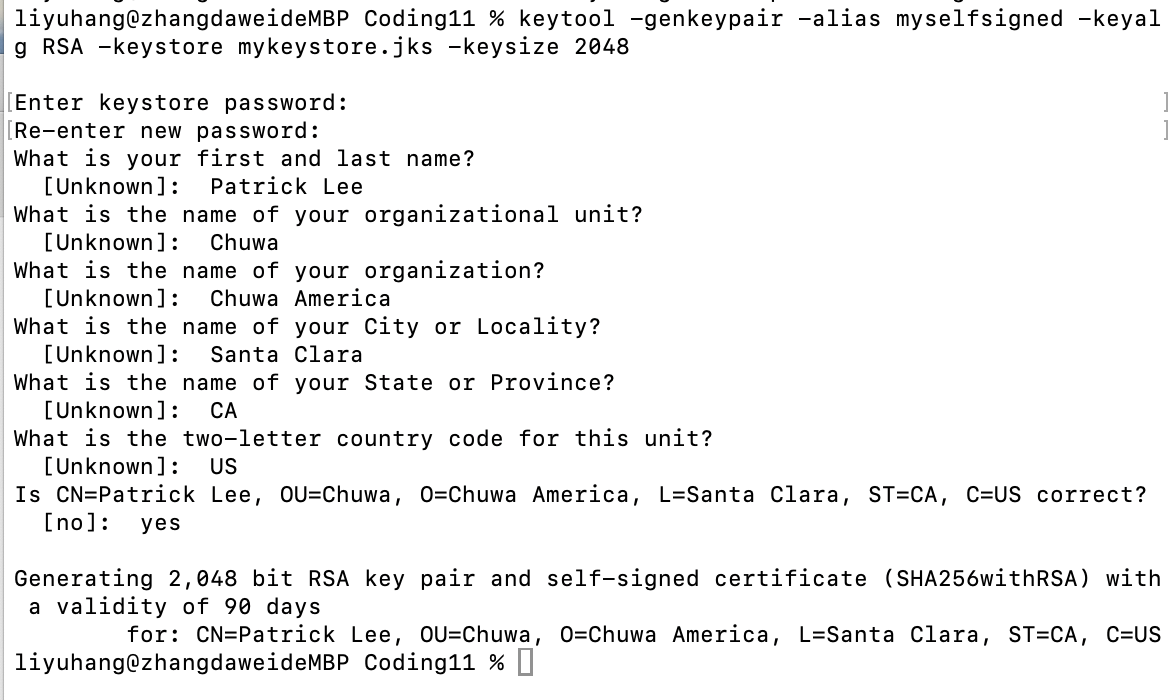 liyuhang@zhangdaweideMBP Coding11 % keytool -genkeypair -alias myselfsigned -keyal
g RSA -keystore mykeystore.jks -keysize 2048
[Enter keystore password: ]
[Re-enter new password: ]
What is your first and last name?
[Unknown]: Patrick Lee
What is the name of your organizational unit?
[Unknown]: Chuwa
What is the name of your organization?
[Unknown]: Chuwa America
What is the name of your City or Locality?
[Unknown]: Santa Clara
What is the name of your State or Province?
[Unknown]: CA
What is the two-letter country code for this unit?
[Unknown]: US
Is CN=Patrick Lee, OU=Chuwa, O=Chuwa America, L=Santa Clara, ST=CA, C=US correct?
[no]: yes
Generating 2,048 bit RSA key pair and self-signed certificate (SHA256withRSA) with
a validity of 90 days
for: CN=Patrick Lee, OU=Chuwa, O=Chuwa America, L=Santa Clara, ST=CA, C=US
liyuhang@zhangdaweideMBP Coding11 %